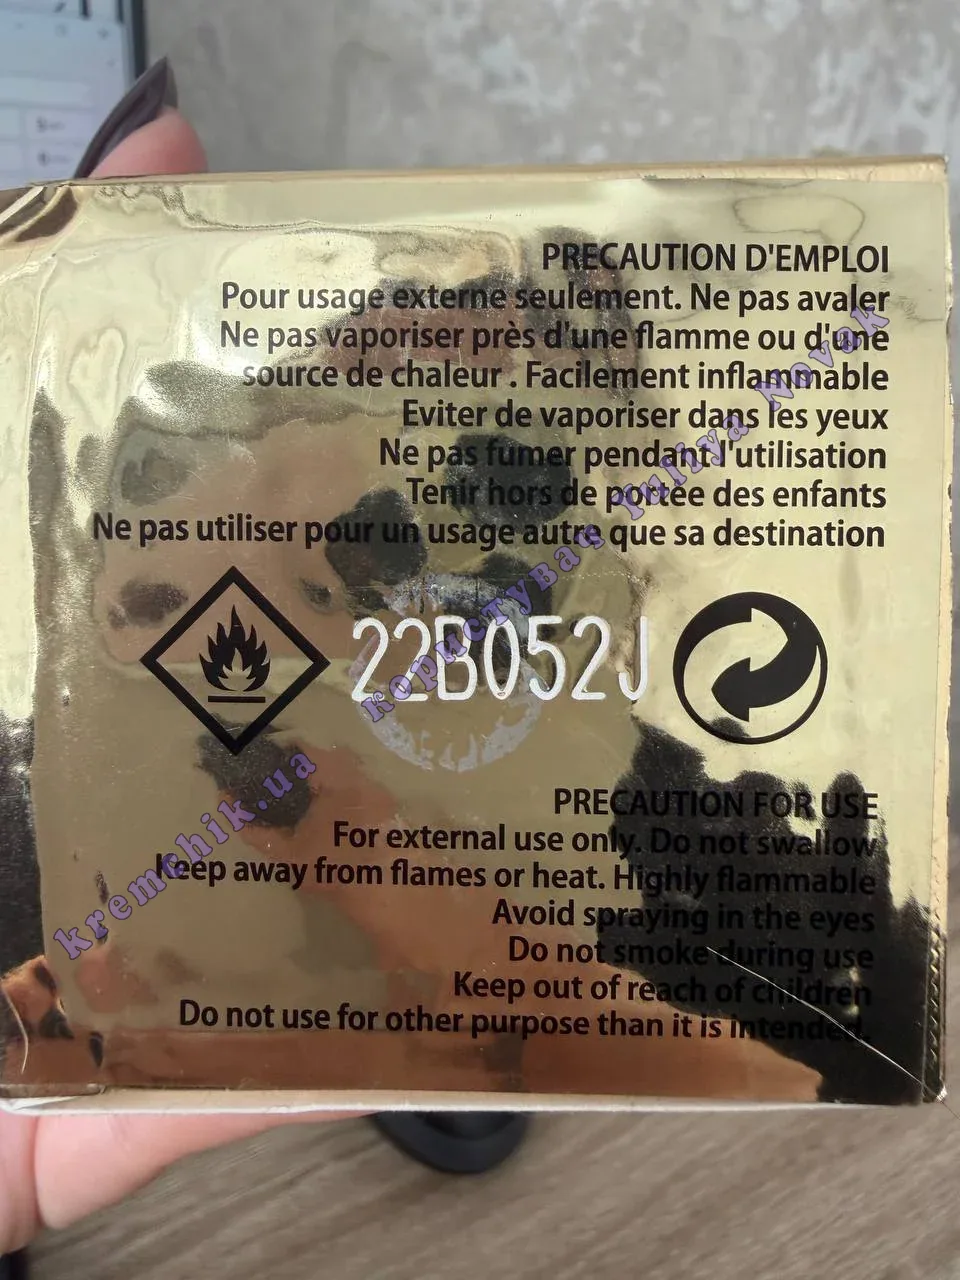 PRECAUTION D'EMPLOI
Pour usage externe seulement. Ne pas avaler
Ne pas vaporiser près d'une flamme ou d'une
source de chaleur . Facilement inflammable
Eviter de vaporiser dans les yeux
Ne pas fumer pendant l'utilisation
Tenir hors de portée des enfants
Ne pas utiliser pour un usage autre que sa destination
22B052J
PRECAUTION FOR USE
For external use only. Do not swallow
Keep away from flames or heat. Highly flammable
Avoid spraying in the eyes
Do not smoke during use
Keep out of reach of children
Do not use for other purpose than it is intended.
kremchik.ua користувач Yuliya Novak